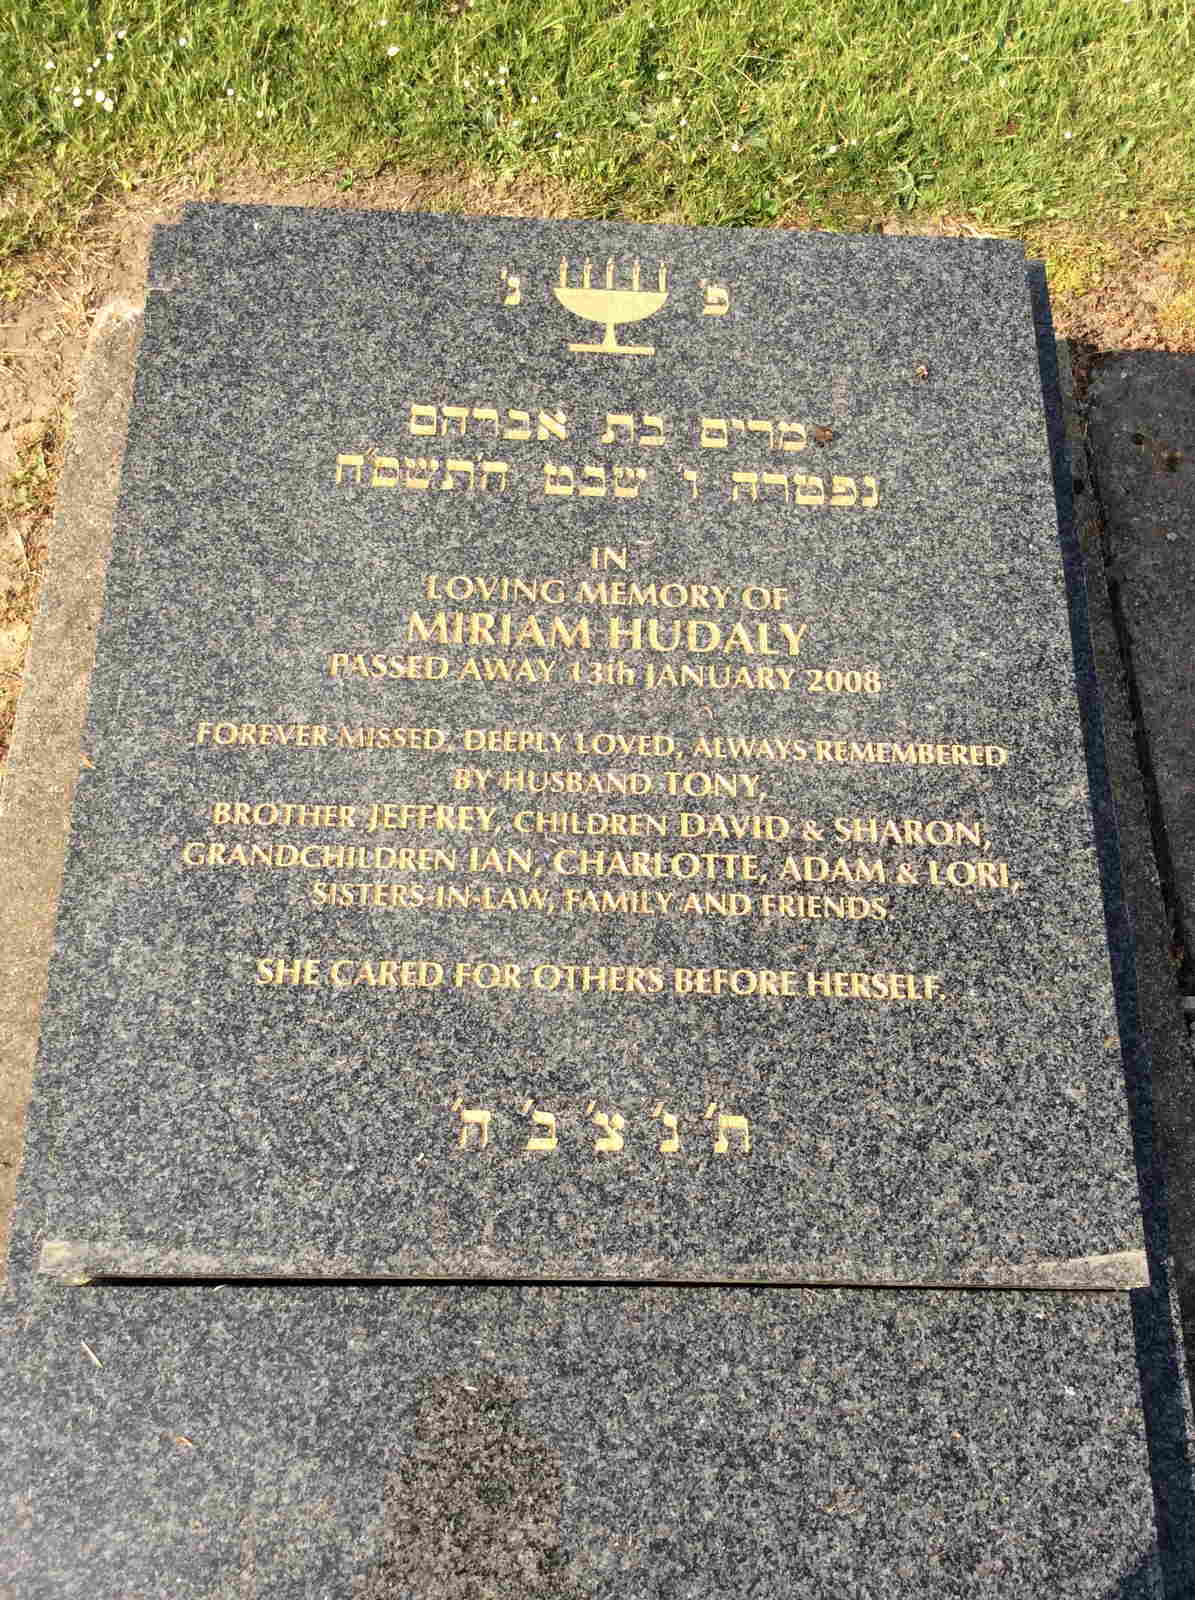 פ' נ'
מרים בת אברהם
נפטרה ו' שבט ה'תשס"ח
IN
LOVING MEMORY OF
MIRIAM HUDALY
PASSED AWAY 13th JANUARY 2008
FOREVER MISSED, DEEPLY LOVED, ALWAYS REMEMBERED
BY HUSBAND TONY,
BROTHER JEFFREY, CHILDREN DAVID & SHARON,
GRANDCHILDREN IAN, CHARLOTTE, ADAM & LORI,
SISTERS-IN-LAW, FAMILY AND FRIENDS.
SHE CARED FOR OTHERS BEFORE HERSELF.
ת' נ' צ' ב' ה'